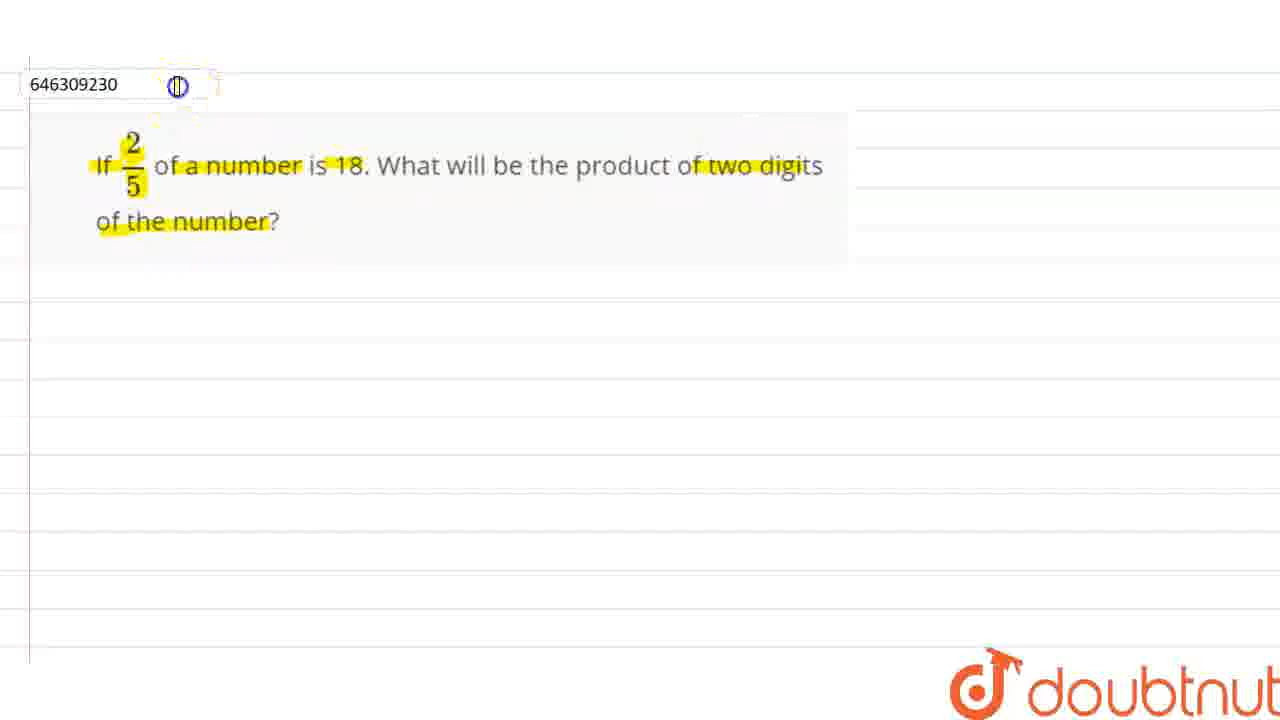 646309230
If 2/5 of a number is 18. What will be the product of two digits
of the number?
doubtnut